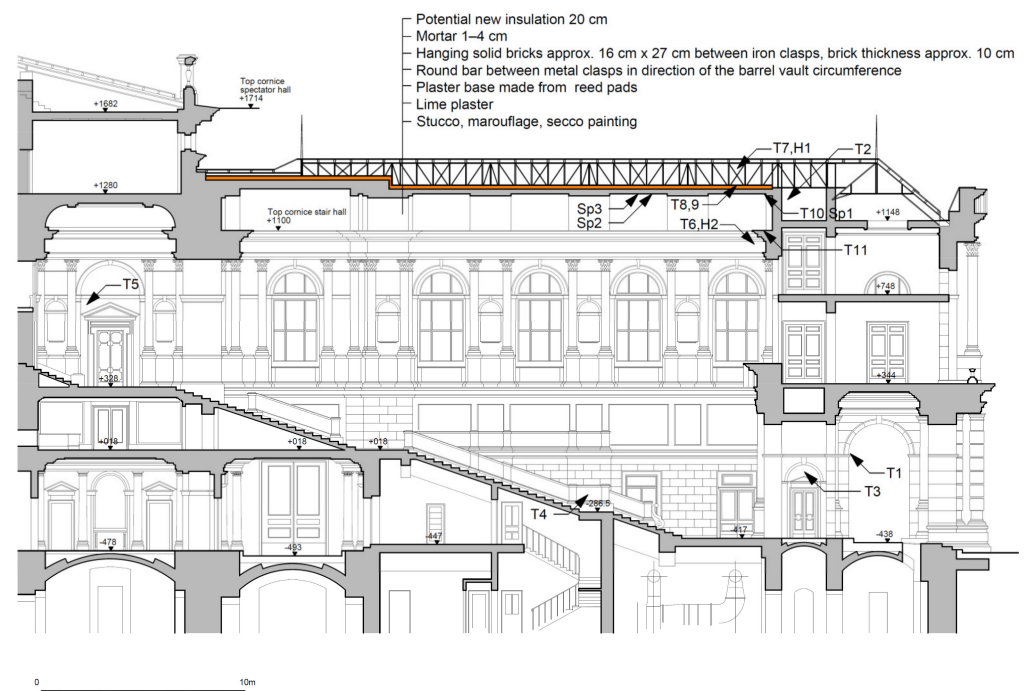 Potential new insulation 20 cm
Mortar 1–4 cm
Hanging solid bricks approx. 16 cm x 27 cm between iron clasps, brick thickness approx. 10 cm
Round bar between metal clasps in direction of the barrel vault circumference
Plaster base made from reed pads
Lime plaster
Stucco, marouflage, secco painting
Top cornice
spectator hall
+1714
+1682
T7,H1
T2
+1280
Sp3
T8,9
T10,Sp1
Top cornice stair hall
+1100
Sp2
T6,H2
+1148
T11
T5
+748
+328
+344
+018
+018
+018
T1
T3
T4
-286.5
-478
-493
-447
-417
-438
0
10m